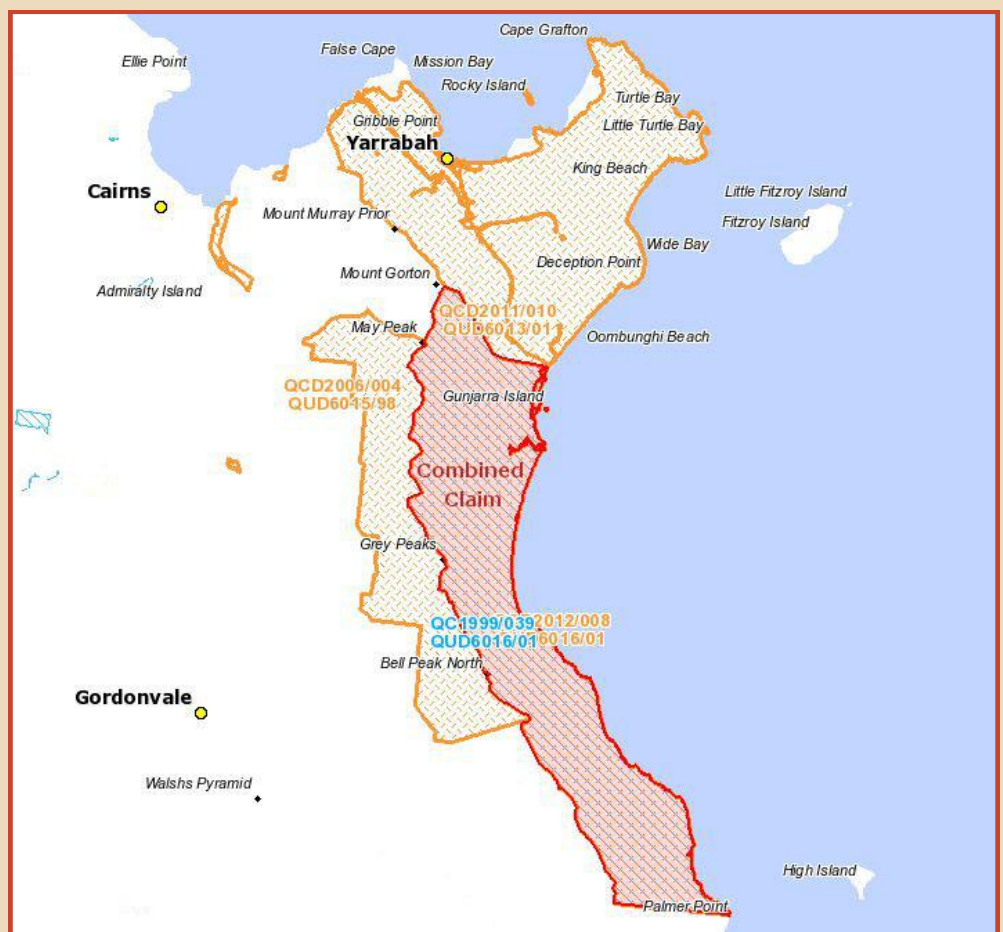 Cape Grafton
False Cape
Ellie Point
Mission Bay
Rocky Island
Turtle Bay
Gribble Point
Little Turtle Bay
Yarrabah
King Beach
Cairns
Little Fitzroy Island
Mount Murray Prior
Fitzroy Island
Wide Bay
Deception Point
Mount Gorton
Admiralty Island
QCD2011/010
QUD6013/01
May Peak
Oombunghi Beach
QCD2006/004
QUD6015/98
Gunjarra Island
Combined
Claim
Grey Peaks
QC1999/039
2012/008
QUD6016/01
6016/01
Bell Peak North
Gordonvale
Walshs Pyramid
High Island
Palmer Point